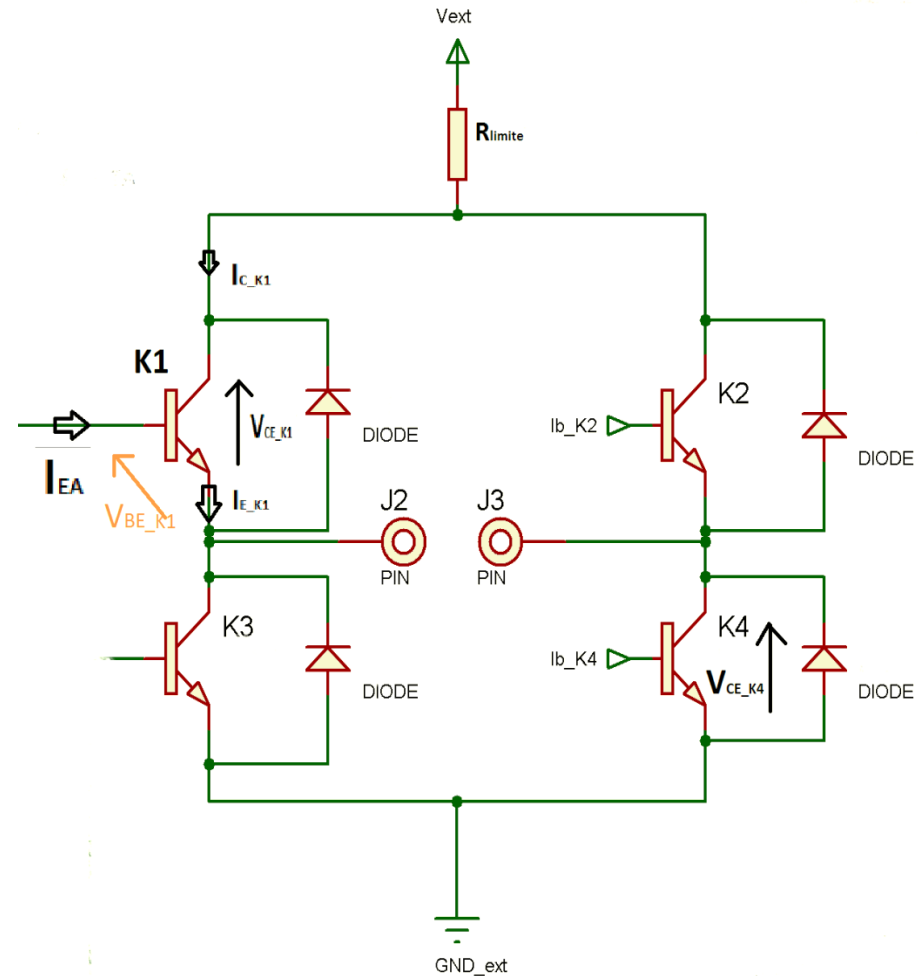 Vext
Rlimite
IC_K1
K1
VCE_K1
DIODE
K2
Ib_K2
DIODE
IEA
VBE_K1
IE_K1
J2
J3
PIN
PIN
K3
DIODE
K4
Ib_K4
VCE_K4
DIODE
GND_ext